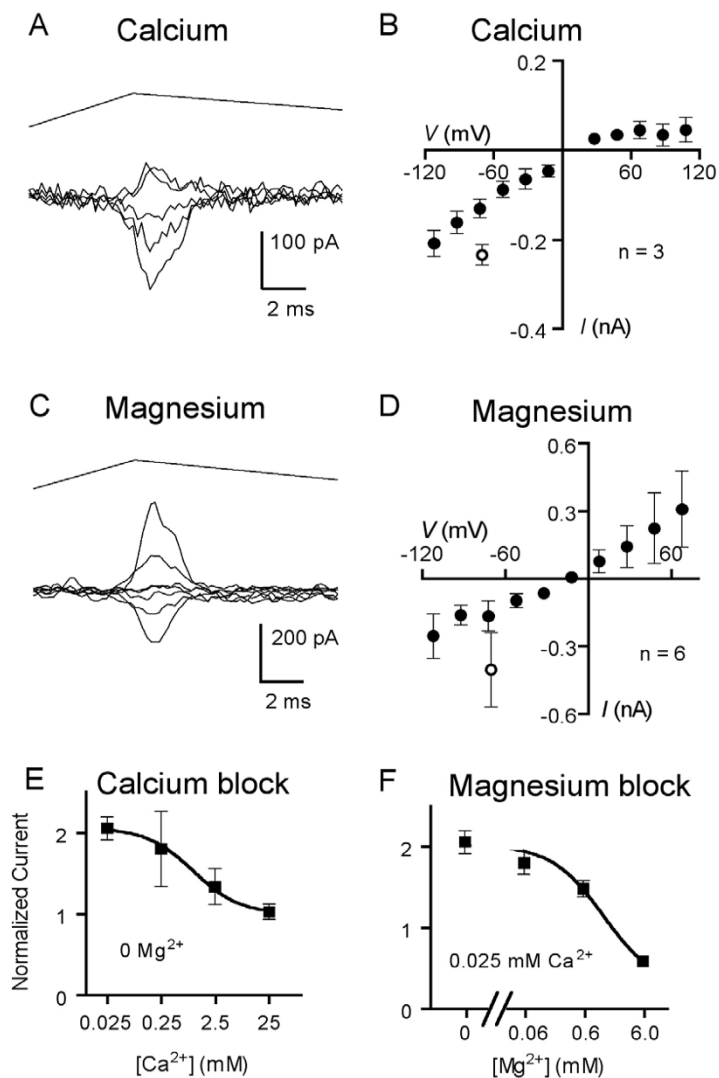 A Calcium
100 pA
2 ms
B Calcium
0.2
V (mV)
-120 -60 0 60 120
-0.2
n = 3
-0.4 I (nA)
C Magnesium
200 pA
2 ms
D Magnesium
0.6
0.3
V (mV)
-120 -60 60
0
-0.3
n = 6
-0.6 I (nA)
E Calcium block
Normalized Current
2
1
0
0 Mg²⁺
0.025 0.25 2.5 25
[Ca²⁺] (mM)
F Magnesium block
2
1
0
0.025 mM Ca²⁺
0 0.06 0.6 6.0
[Mg²⁺] (mM)